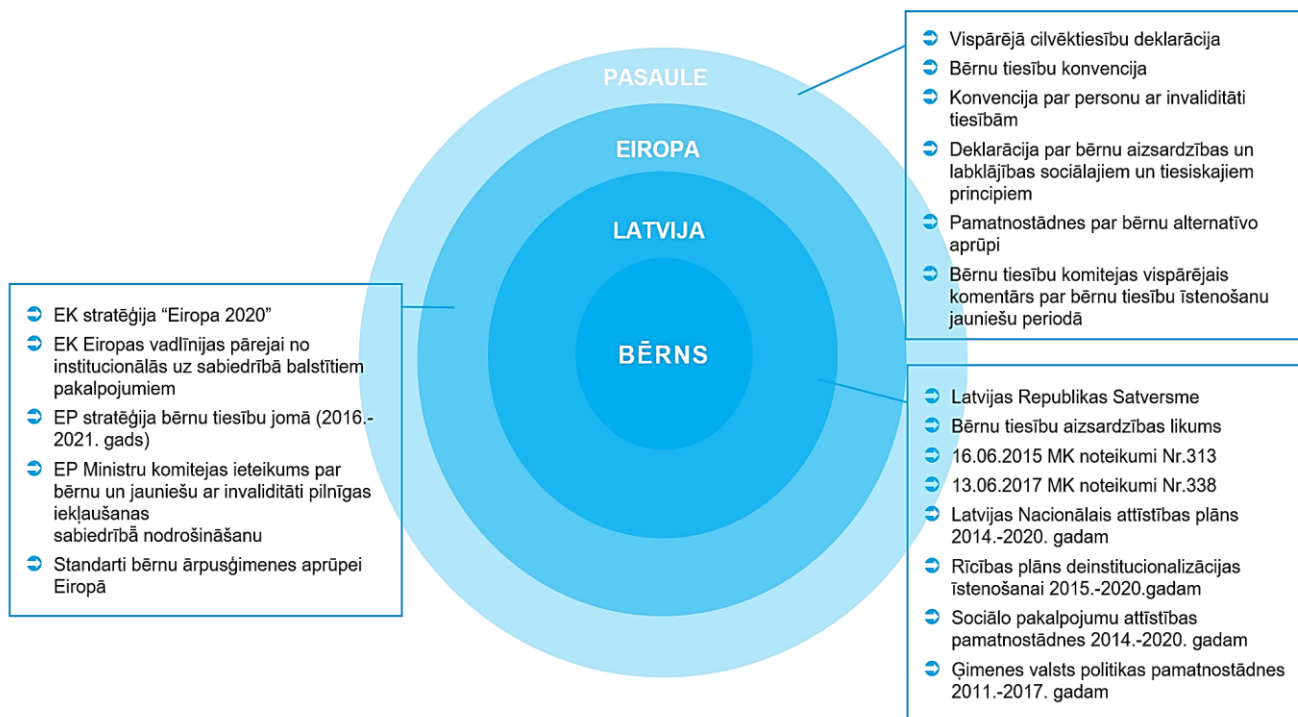 PASAULE
EIROPA
LATVIJA
BĒRNS
Vispārējā cilvēktiesību deklarācija
Bērnu tiesību konvencija
Konvencija par personu ar invaliditāti
tiesībām
Deklarācija par bērnu aizsardzības un
labklājības sociālajiem un tiesiskajiem
principiem
Pamatnostādnes par bērnu alternatīvo
aprūpi
Bērnu tiesību komitejas vispārējais
komentārs par bērnu tiesību īstenošanu
jauniešu periodā
EK stratēģija “Eiropa 2020”
EK Eiropas vadlīnijas pārejai no
institucionālās uz sabiedrībā balstītiem
pakalpojumiem
EP stratēģija bērnu tiesību jomā (2016.-
2021. gads)
EP Ministru komitejas ieteikums par
bērnu un jauniešu ar invaliditāti pilnīgas
iekļaušanas
sabiedrībā nodrošināšanu
Standarti bērnu ārpusģimenes aprūpei
Eiropā
Latvijas Republikas Satversme
Bērnu tiesību aizsardzības likums
16.06.2015 MK noteikumi Nr.313
13.06.2017 MK noteikumi Nr.338
Latvijas Nacionālais attīstības plāns
2014.-2020. gadam
Rīcības plāns deinstitucionalizācijas
īstenošanai 2015.-2020.gadam
Sociālo pakalpojumu attīstības
pamatnostādnes 2014.-2020. gadam
Ģimenes valsts politikas pamatnostādnes
2011.-2017. gadam